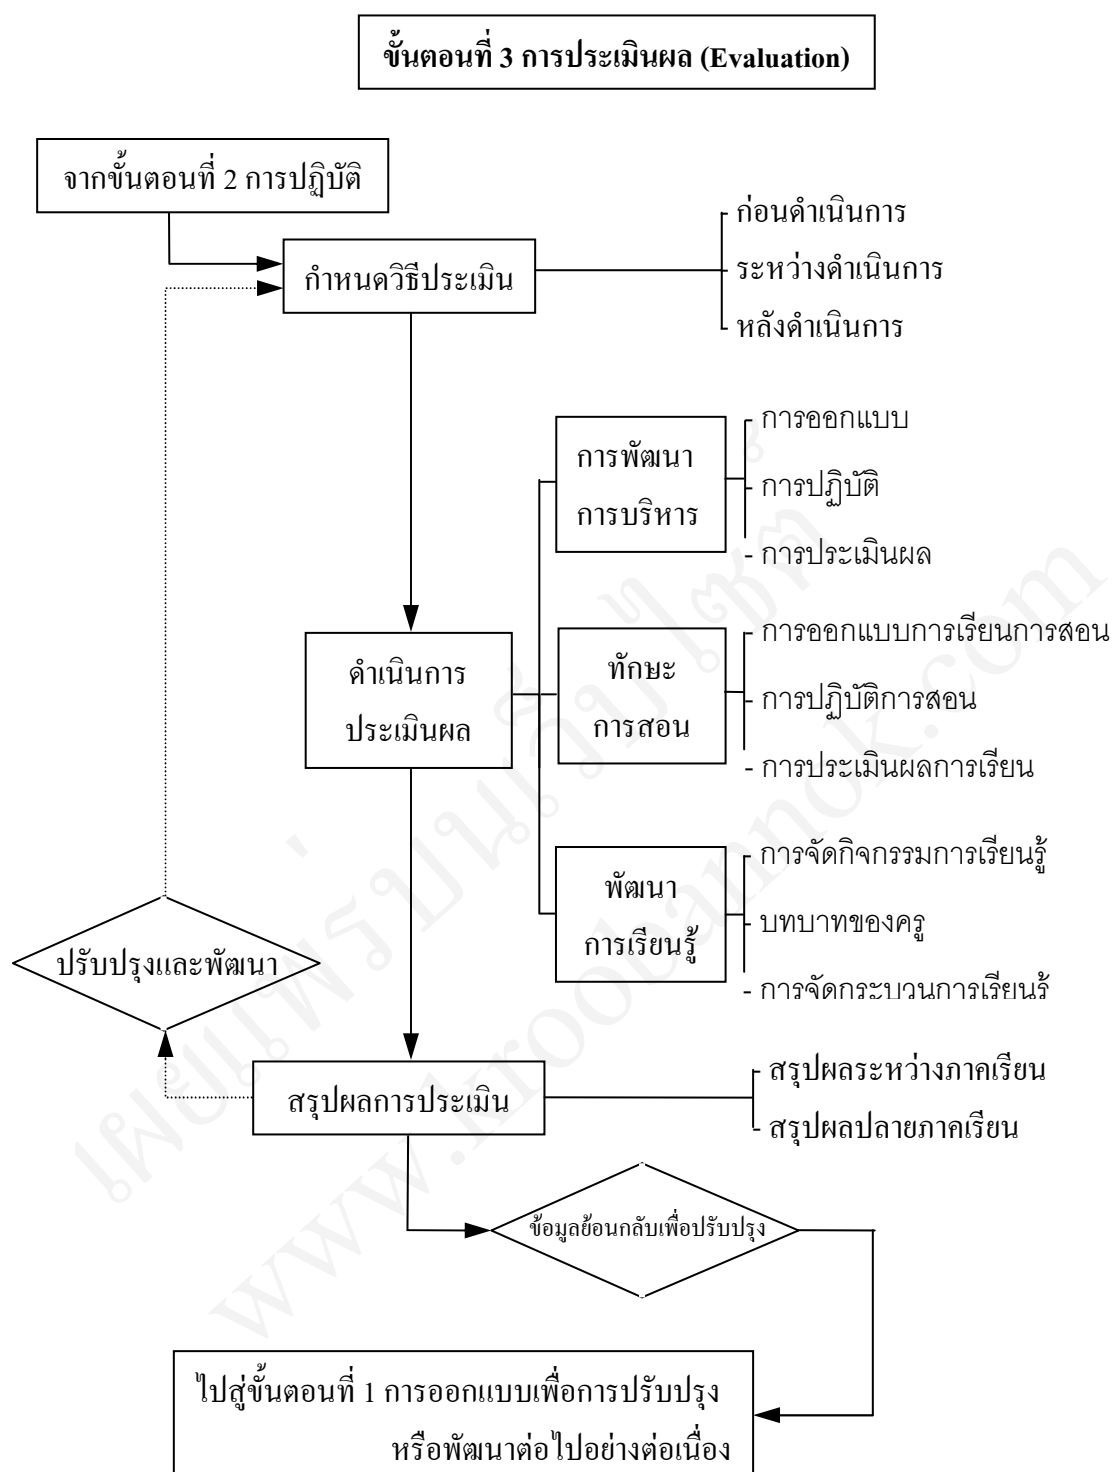 ขั้นตอนที่ 3 การประเมินผล (Evaluation)
จากขั้นตอนที่ 2 การปฏิบัติ
กำหนดวิธีประเมิน
- ก่อนดำเนินการ
- ระหว่างดำเนินการ
- หลังดำเนินการ
การพัฒนา
การบริหาร
- การออกแบบ
- การปฏิบัติ
- การประเมินผล
ดำเนินการ
ประเมินผล
ทักษะ
การสอน
- การออกแบบการเรียนการสอน
- การปฏิบัติการสอน
- การประเมินผลการเรียน
พัฒนา
การเรียนรู้
- การจัดกิจกรรมการเรียนรู้
- บทบาทของครู
- การจัดกระบวนการเรียนรู้
ปรับปรุงและพัฒนา
สรุปผลการประเมิน
- สรุปผลระหว่างภาคเรียน
- สรุปผลปลายภาคเรียน
ข้อมูลย้อนกลับเพื่อปรับปรุง
ไปสู่ขั้นตอนที่ 1 การออกแบบเพื่อการปรับปรุง
หรือพัฒนาต่อไปอย่างต่อเนื่อง
เผยแพร่บนเว็บไซต์
www.kroobannok.com